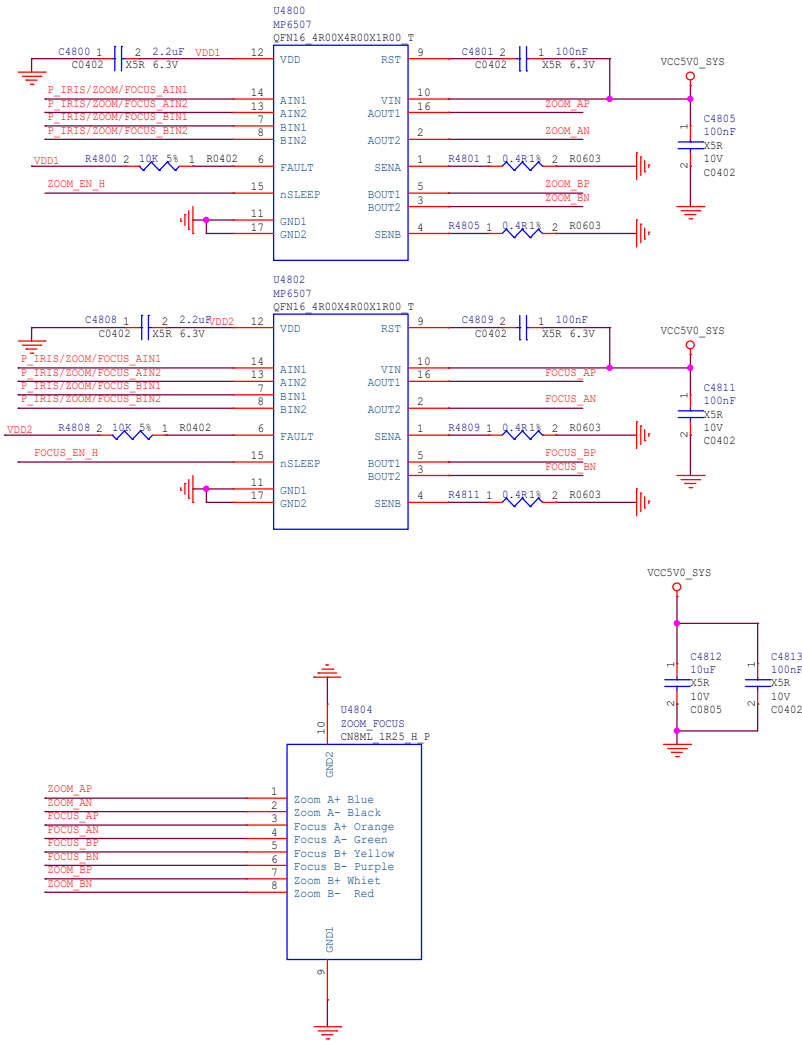 U4800
MP6507
QFN16_4R00X4R00X1R00_T
C4800 1 2 2.2uF VDD1 12 VDD RST 9 C4801 2 1 100nF
C0402 X5R 6.3V C0402 X5R 6.3V
VCC5V0_SYS
P_IRIS/ZOOM/FOCUS_AIN1 14 AIN1 VIN 10
P_IRIS/ZOOM/FOCUS_AIN2 13 AIN2 AOUT1 16 ZOOM_AP
P_IRIS/ZOOM/FOCUS_BIN1 7 BIN1
P_IRIS/ZOOM/FOCUS_BIN2 8 BIN2 AOUT2 2 ZOOM_AN
C4805
1 100nF
X5R
2 10V
C0402
VDD1 R4800 2 10K 5% 1 R0402 6 FAULT SENA 1 R4801 1 0.4R1% 2 R0603
ZOOM_EN_H 15 nSLEEP BOUT1 5 ZOOM_BP
BOUT2 3 ZOOM_BN
11 GND1
17 GND2 SENB 4 R4805 1 0.4R1% 2 R0603
U4802
MP6507
QFN16_4R00X4R00X1R00_T
C4808 1 2 2.2uF VDD2 12 VDD RST 9 C4809 2 1 100nF
C0402 X5R 6.3V C0402 X5R 6.3V
VCC5V0_SYS
P_IRIS/ZOOM/FOCUS_AIN1 14 AIN1 VIN 10
P_IRIS/ZOOM/FOCUS_AIN2 13 AIN2 AOUT1 16 FOCUS_AP
P_IRIS/ZOOM/FOCUS_BIN1 7 BIN1
P_IRIS/ZOOM/FOCUS_BIN2 8 BIN2 AOUT2 2 FOCUS_AN
C4811
1 100nF
X5R
2 10V
C0402
VDD2 R4808 2 10K 5% 1 R0402 6 FAULT SENA 1 R4809 1 0.4R1% 2 R0603
FOCUS_EN_H 15 nSLEEP BOUT1 5 FOCUS_BP
BOUT2 3 FOCUS_BN
11 GND1
17 GND2 SENB 4 R4811 1 0.4R1% 2 R0603
VCC5V0_SYS
C4812 C4813
1 10uF 1 100nF
X5R X5R
2 10V 2 10V
C0805 C0402
U4804
ZOOM_FOCUS
CN8ML_1R25_H_P
10 GND2
ZOOM_AP 1 Zoom A+ Blue
ZOOM_AN 2 Zoom A- Black
FOCUS_AP 3 Focus A+ Orange
FOCUS_AN 4 Focus A- Green
FOCUS_BP 5 Focus B+ Yellow
FOCUS_BN 6 Focus B- Purple
ZOOM_BP 7 Zoom B+ Whiet
ZOOM_BN 8 Zoom B- Red
GND1
9